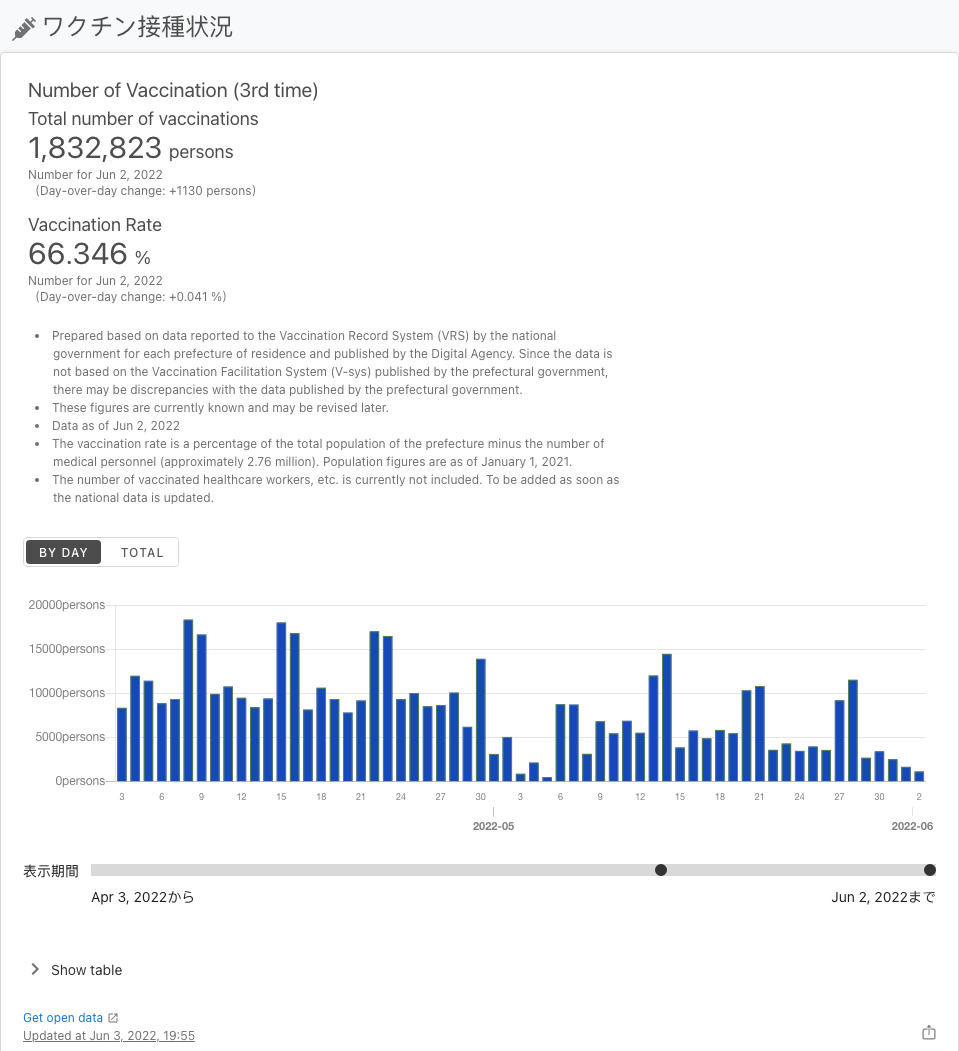 ワクチン接種状況
Number of Vaccination (3rd time)
Total number of vaccinations
1,832,823 persons
Number for Jun 2, 2022
(Day-over-day change: +1130 persons)
Vaccination Rate
66.346 %
Number for Jun 2, 2022
(Day-over-day change: +0.041 %)
• Prepared based on data reported to the Vaccination Record System (VRS) by the national
government for each prefecture of residence and published by the Digital Agency. Since the data is
not based on the Vaccination Facilitation System (V-sys) published by the prefectural government,
there may be discrepancies with the data published by the prefectural government.
• These figures are currently known and may be revised later.
• Data as of Jun 2, 2022
• The vaccination rate is a percentage of the total population of the prefecture minus the number of
medical personnel (approximately 2.76 million). Population figures are as of January 1, 2021.
• The number of vaccinated healthcare workers, etc. is currently not included. To be added as soon as
the national data is updated.
BY DAY TOTAL
20000persons
15000persons
10000persons
5000persons
0persons
3 6 9 12 15 18 21 24 27 30 3 6 9 12 15 18 21 24 27 30 2
2022-05 2022-06
表示期間
Apr 3, 2022から Jun 2, 2022まで
Show table
Get open data
Updated at Jun 3, 2022, 19:55